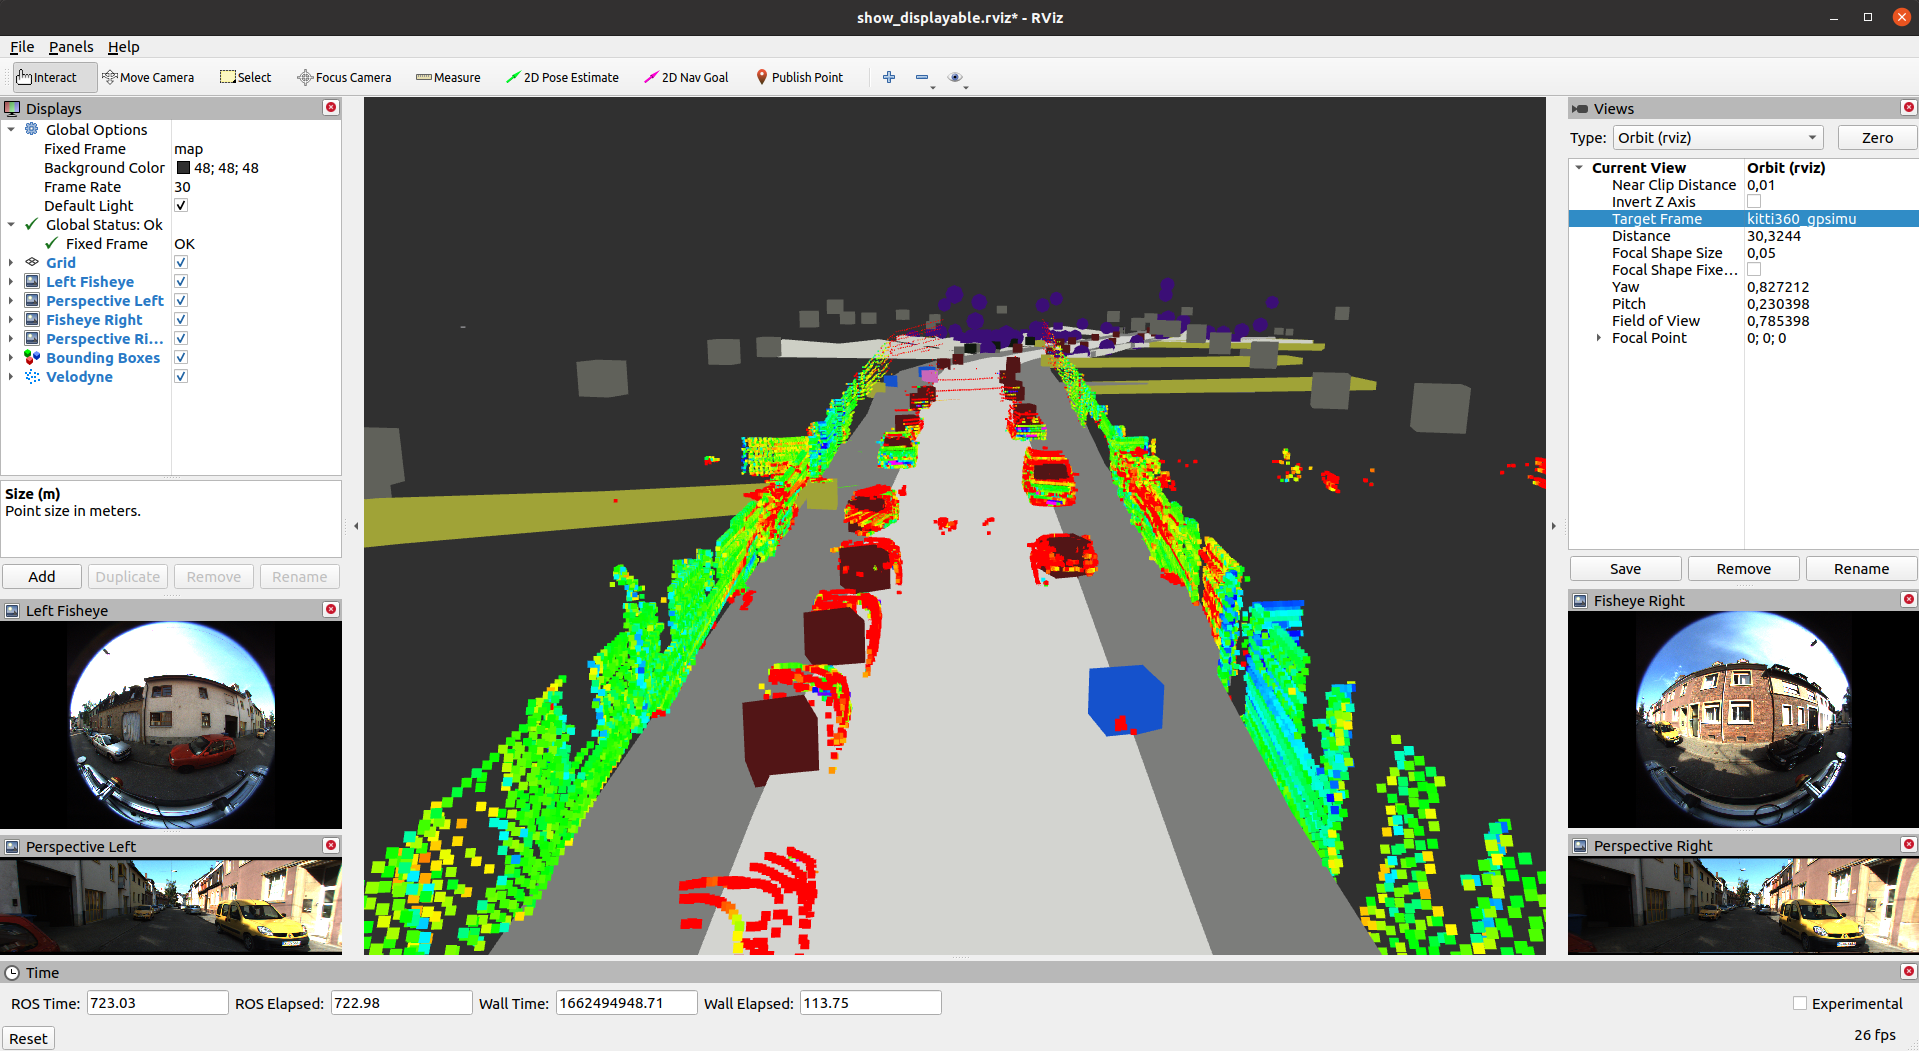 show_displayable.rviz* - RViz
File Panels Help
Interact Move Camera Select Focus Camera Measure 2D Pose Estimate 2D Nav Goal Publish Point
Displays
Global Options
Fixed Frame map
Background Color 48; 48; 48
Frame Rate 30
Default Light
Global Status: Ok
Fixed Frame OK
Grid
Left Fisheye
Perspective Left
Fisheye Right
Perspective Ri...
Bounding Boxes
Velodyne
Size (m)
Point size in meters.
Add Duplicate Remove Rename
Left Fisheye
Perspective Left
Views
Type: Orbit (rviz) Zero
Current View Orbit (rviz)
Near Clip Distance 0,01
Invert Z Axis
Target Frame kitti360_gpsimu
Distance 30,3244
Focal Shape Size 0,05
Focal Shape Fixe...
Yaw 0,827212
Pitch 0,230398
Field of View 0,785398
Focal Point 0; 0; 0
Save Remove Rename
Fisheye Right
Perspective Right
Time
ROS Time: 723.03 ROS Elapsed: 722.98 Wall Time: 1662494948.71 Wall Elapsed: 113.75 Experimental
Reset 26 fps